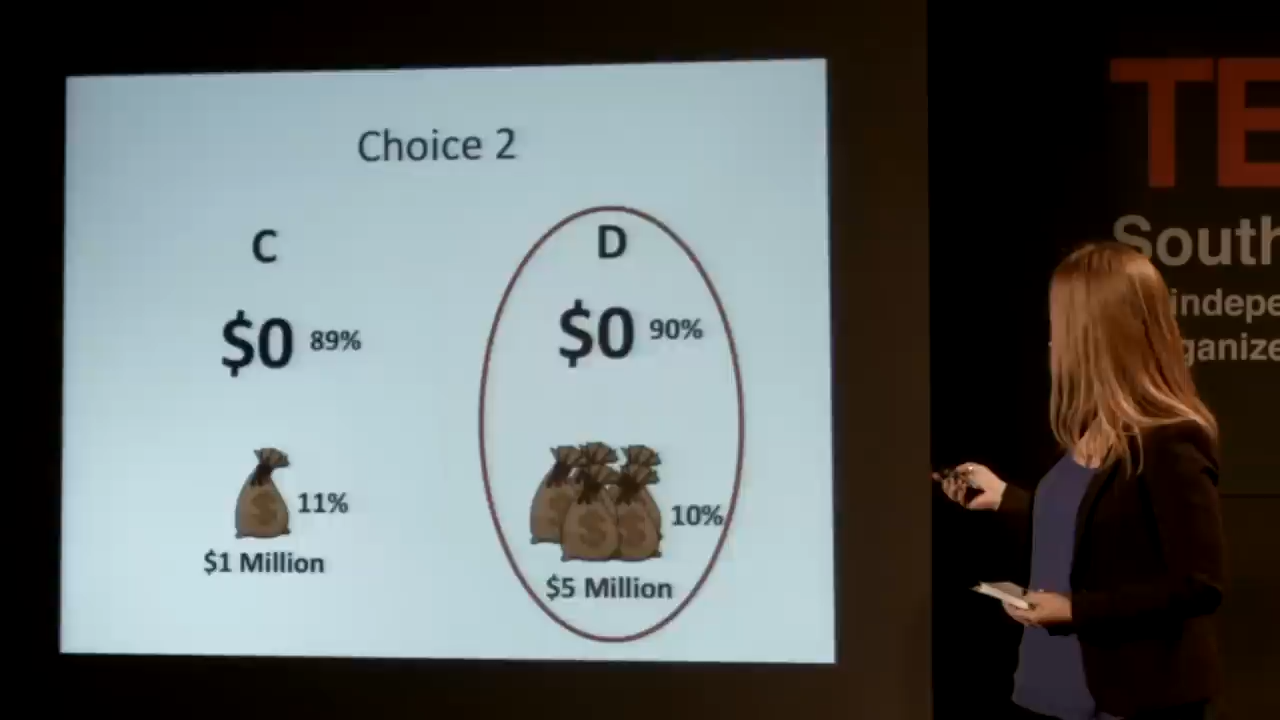 Choice 2
C
D
$0 89%
$0 90%
11%
10%
$1 Million
$5 Million
TE
South
indepe
ganize